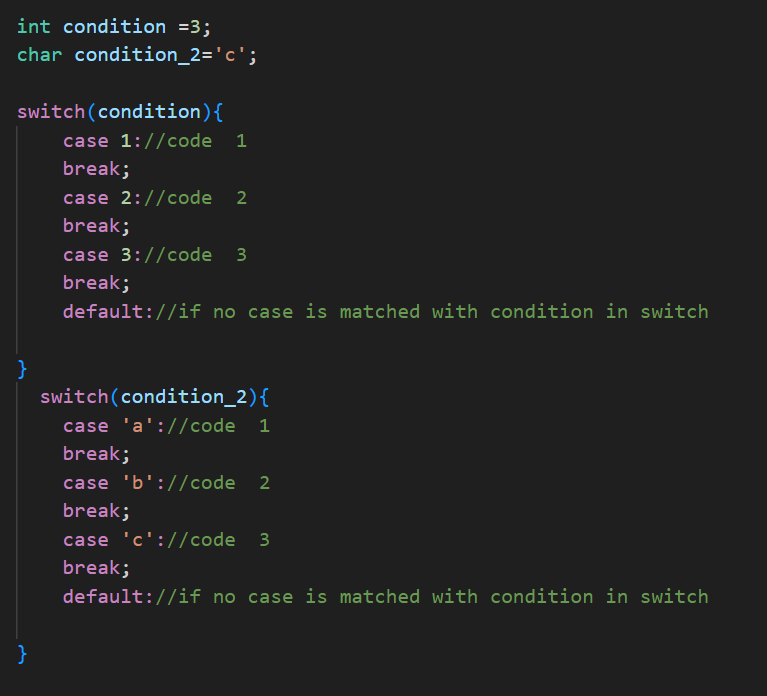 int condition =3;
char condition_2='c';
switch(condition){
    case 1://code  1
    break;
    case 2://code  2
    break;
    case 3://code  3
    break;
    default://if no case is matched with condition in switch
}
  switch(condition_2){
    case 'a'://code  1
    break;
    case 'b'://code  2
    break;
    case 'c'://code  3
    break;
    default://if no case is matched with condition in switch
}